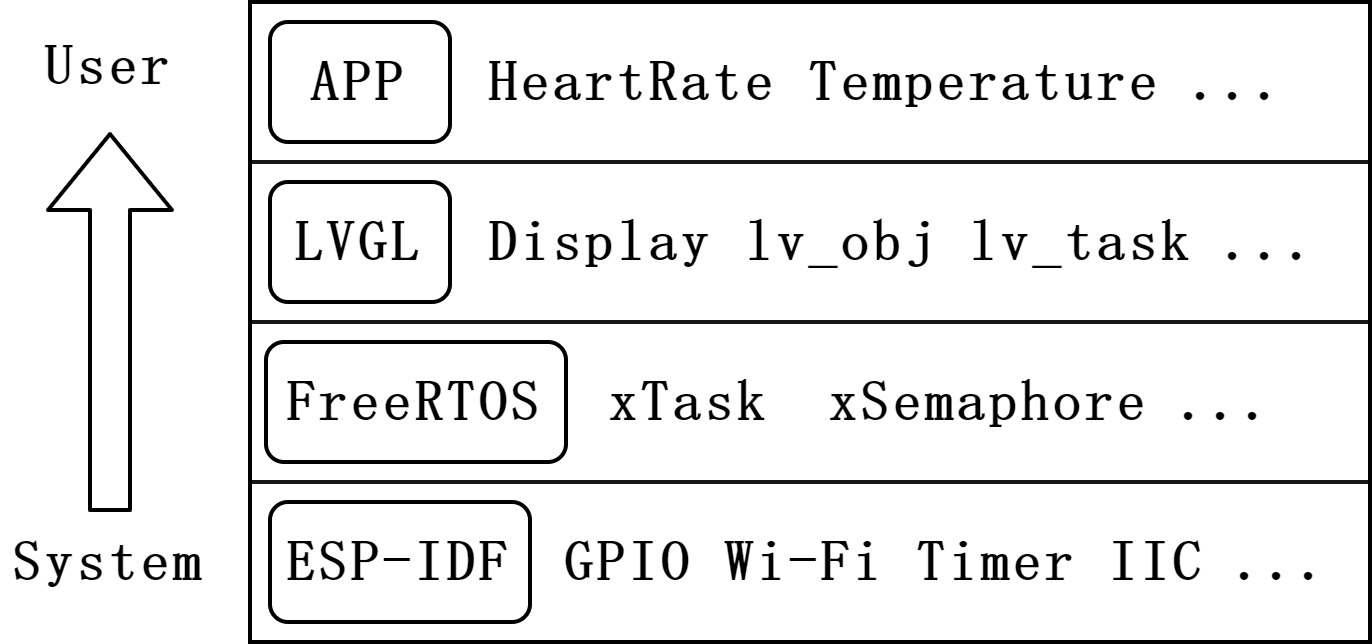 User
APP HeartRate Temperature ...
LVGL Display lv_obj lv_task ...
FreeRTOS xTask xSemaphore ...
System
ESP-IDF GPIO Wi-Fi Timer IIC ...